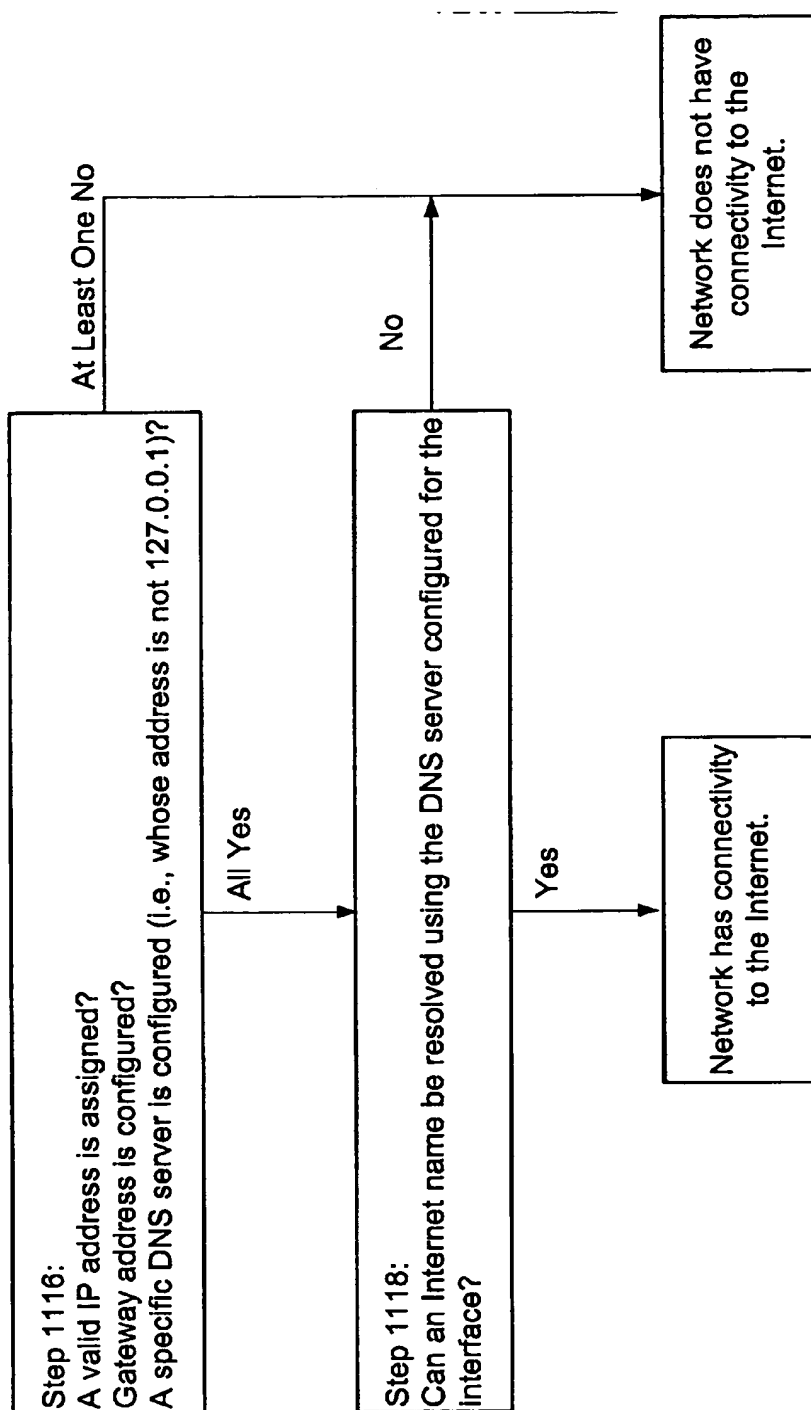 Step 1116:
A valid IP address is assigned?
Gateway address is configured?
A specific DNS server is configured (i.e., whose address is not 127.0.0.1)?
At Least One No
All Yes
Step 1118:
Can an Internet name be resolved using the DNS server configured for the
interface?
No
Yes
Network has connectivity
to the Internet.
Network does not have
connectivity to the
Internet.